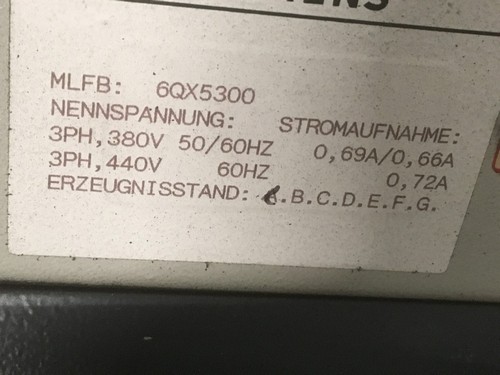 MLFB: 6QX5300
NENNSPANNUNG: STROMAUFNAHME:
3PH,380V 50/60HZ 0,69A/0,66A
3PH,440V 60HZ 0,72A
ERZEUGNISSTAND: A.B.C.D.E.F.G.